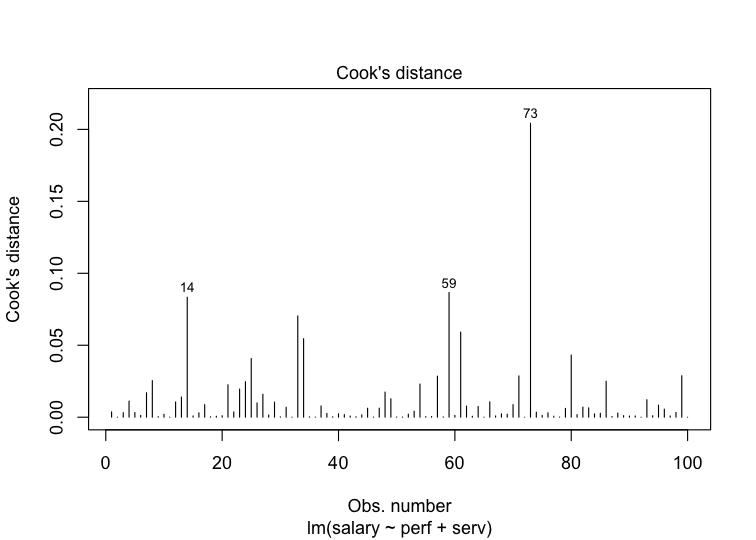 Cook's distance
73
0.20
0.15
Cook's distance
0.10
59
14
0.05
0.00
0 20 40 60 80 100
Obs. number
lm(salary ~ perf + serv)